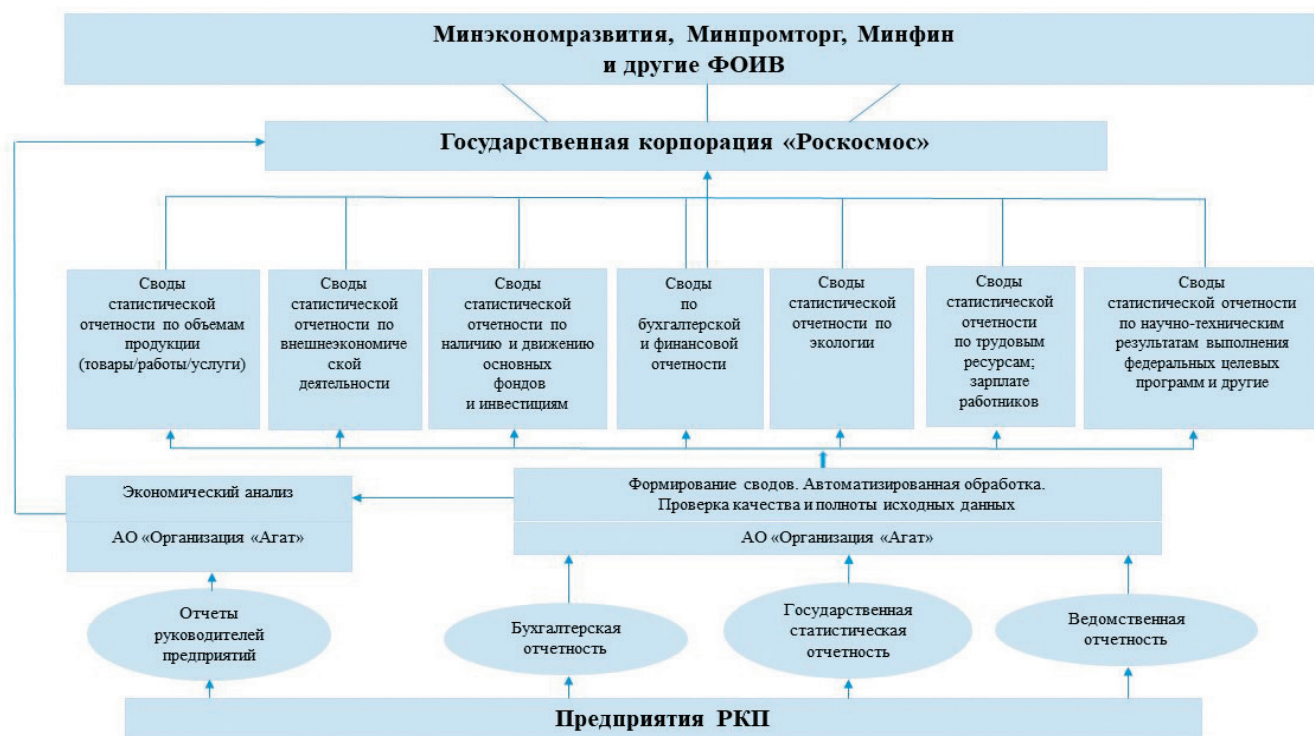 Минэкономразвития, Минпромторг, Минфин
и другие ФОИВ
Государственная корпорация «Роскосмос»
Своды
статистической
отчетности по объемам
продукции
(товары/работы/услуги)
Своды
статистической
отчетности по
внешнеэкономиче
ской
деятельности
Своды
статистической
отчетности по
наличию и движению
основных
фондов
и инвестициям
Своды
по
бухгалтерской
и финансовой
отчетности
Своды
статистической
отчетности по
экологии
Своды
статистической
отчетности
по трудовым
ресурсам;
зарплате
работников
Своды
статистической отчетности
по научно-техническим
результатам выполнения
федеральных целевых
программ и другие
Экономический анализ
АО «Организация «Агат»
Формирование сводов. Автоматизированная обработка.
Проверка качества и полноты исходных данных
АО «Организация «Агат»
Отчеты
руководителей
предприятий
Бухгалтерская
отчетность
Государственная
статистическая
отчетность
Ведомственная
отчетность
Предприятия РКП